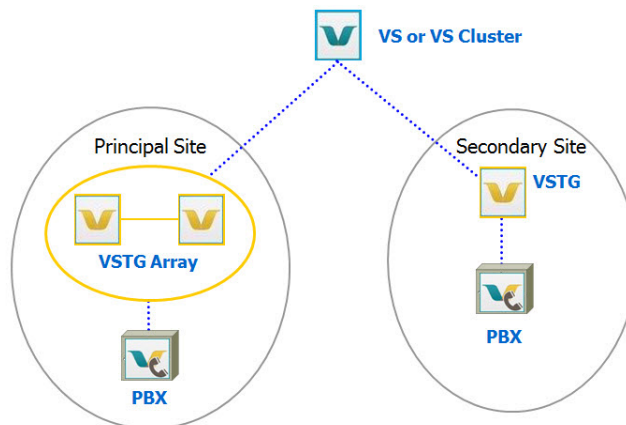 VS or VS Cluster
Principal Site
Secondary Site
VSTG
VSTG Array
PBX
PBX